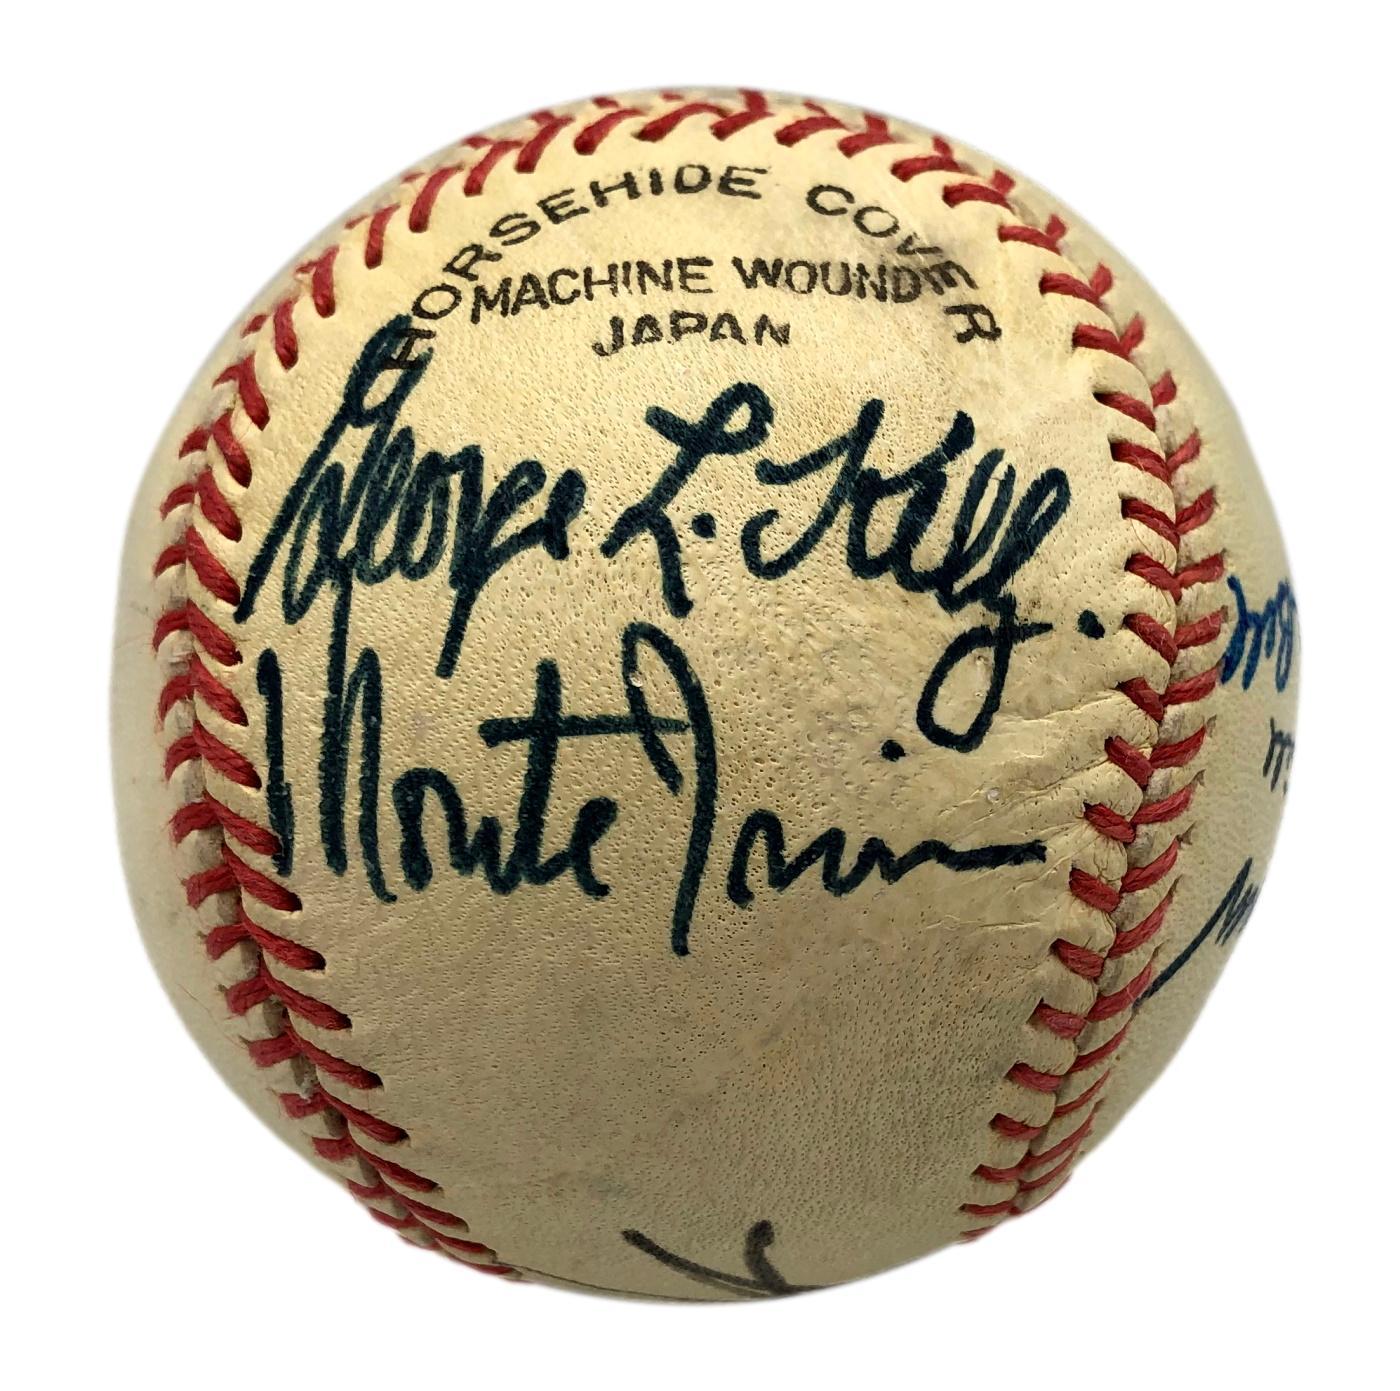 HORSEHIDE COVER
MACHINE WOUND
JAPAN
George L. Kelly.
Monte Irvin